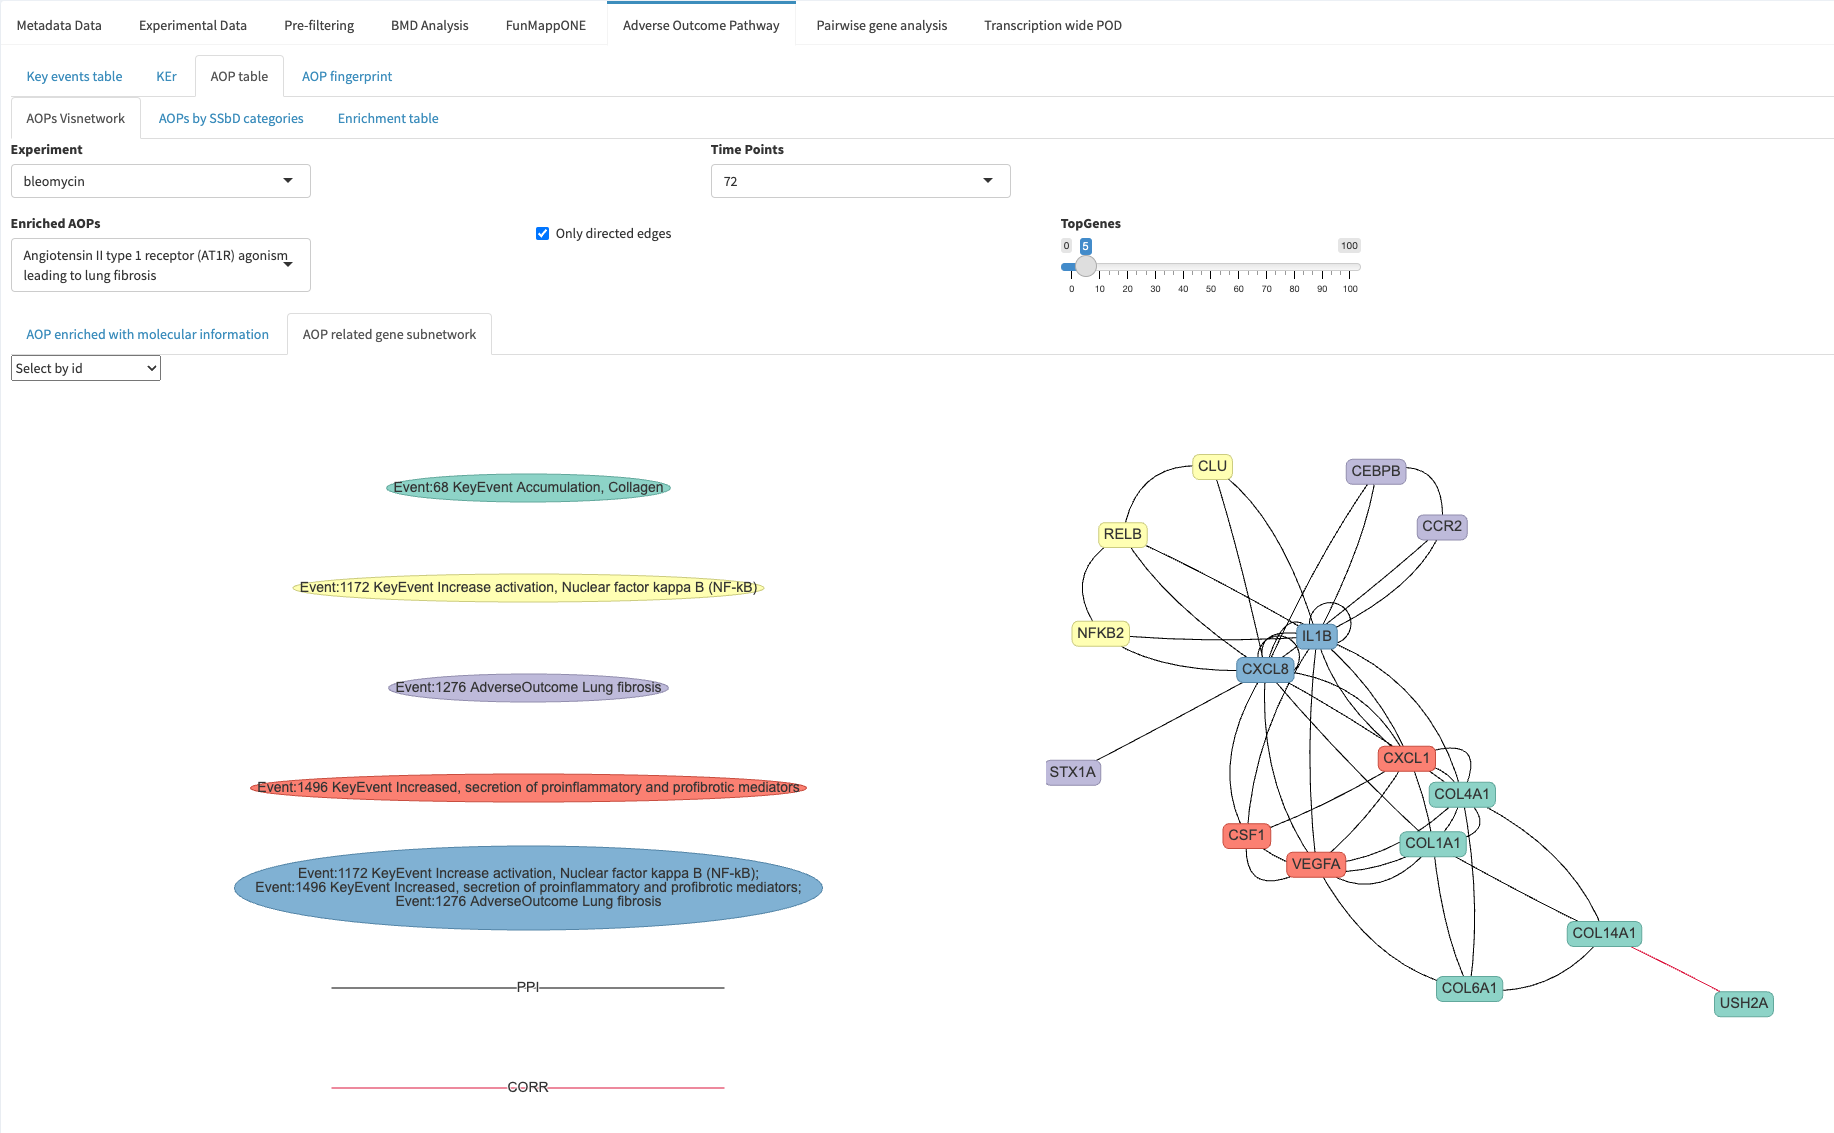 Metadata Data
Experimental Data
Pre-filtering
BMD Analysis
FunMappONE
Adverse Outcome Pathway
Pairwise gene analysis
Transcription wide POD
Key events table
KEr
AOP table
AOP fingerprint
AOPs Visnetwork
AOPs by SSbD categories
Enrichment table
Experiment
bleomycin
Time Points
72
Enriched AOPs
Angiotensin II type 1 receptor (AT1R) agonism
leading to lung fibrosis
Only directed edges
TopGenes
0 5 100
0 10 20 30 40 50 60 70 80 90 100
AOP enriched with molecular information
AOP related gene subnetwork
Select by id
Event:68 KeyEvent Accumulation, Collagen
Event:1172 KeyEvent Increase activation, Nuclear factor kappa B (NF-kB)
Event:1276 AdverseOutcome Lung fibrosis
Event:1496 KeyEvent Increased, secretion of proinflammatory and profibrotic mediators
Event:1172 KeyEvent Increase activation, Nuclear factor kappa B (NF-kB);
Event:1496 KeyEvent Increased, secretion of proinflammatory and profibrotic mediators;
Event:1276 AdverseOutcome Lung fibrosis
PPI
CORR
CLU
CEBPB
CCR2
RELB
NFKB2
IL1B
CXCL8
STX1A
CXCL1
COL4A1
CSF1
COL1A1
VEGFA
COL14A1
COL6A1
USH2A